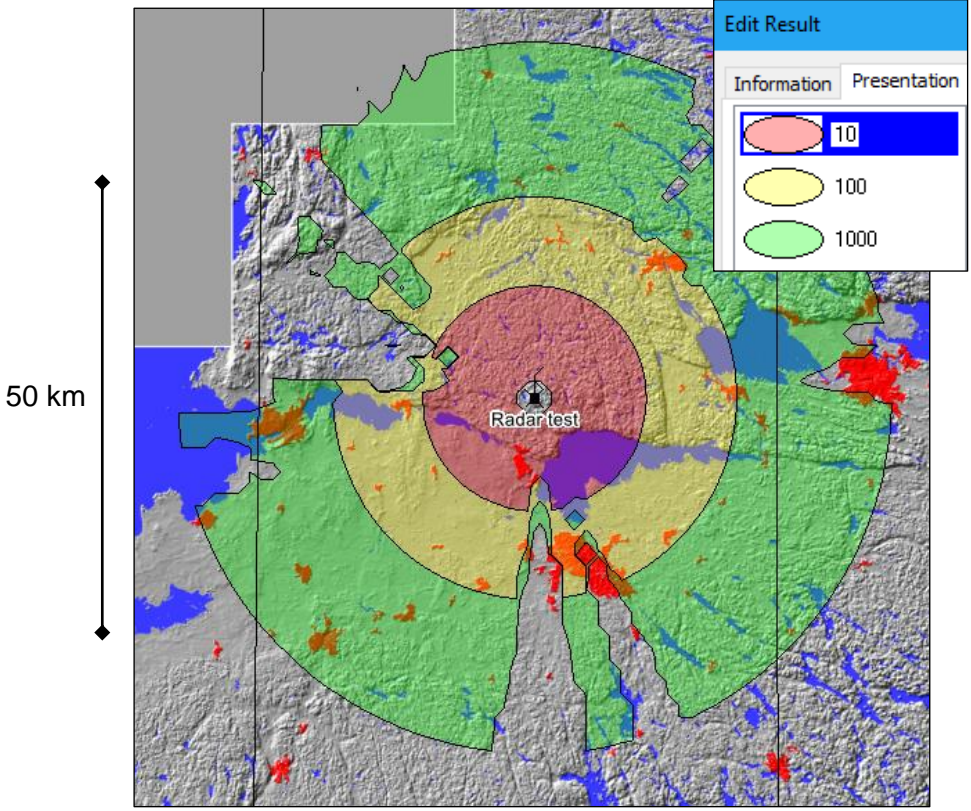 Edit Result
Information Presentation
10
100
1000
50 km
Radar test